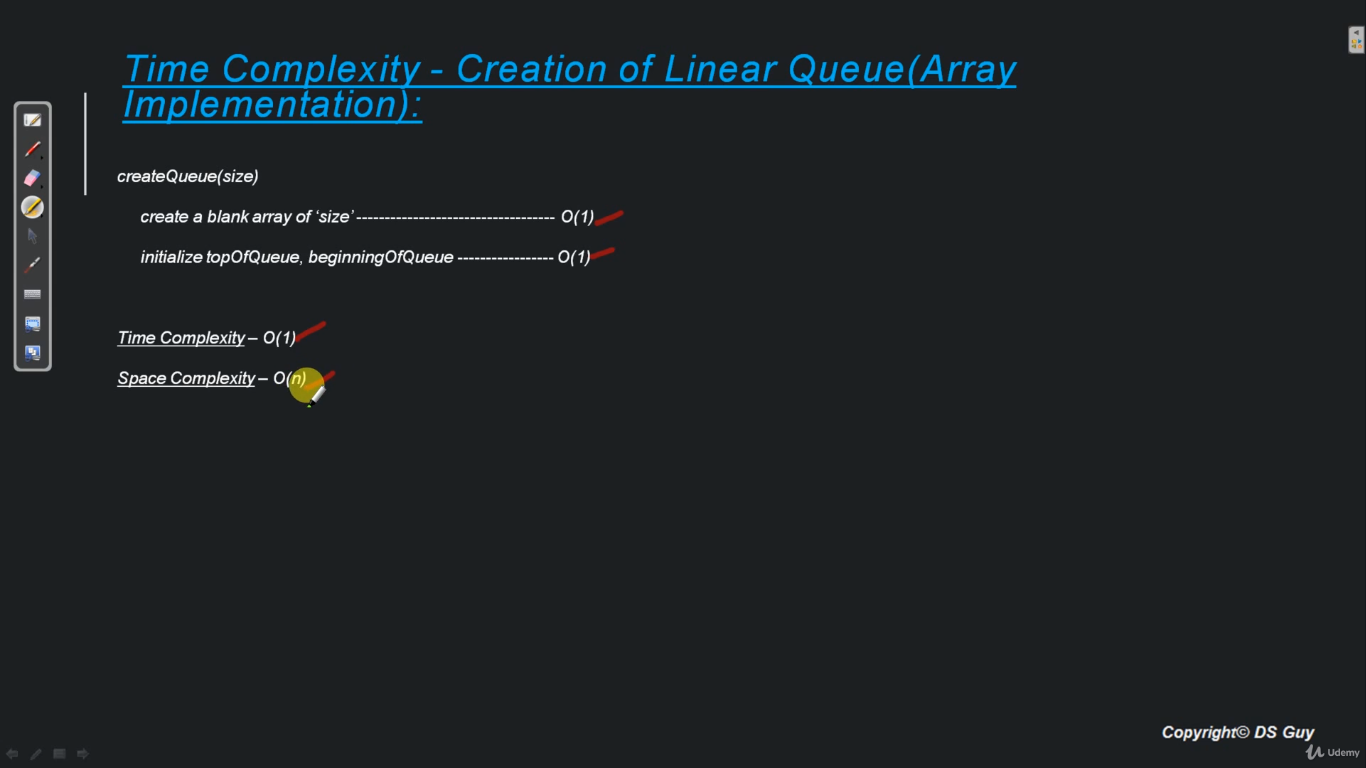 Time Complexity - Creation of Linear Queue(Array
Implementation):
createQueue(size)
create a blank array of ‘size’ ------------------------------------ O(1)
initialize topOfQueue, beginningOfQueue ----------------- O(1)
Time Complexity – O(1)
Space Complexity – O(n)
Copyright© DS Guy
Udemy